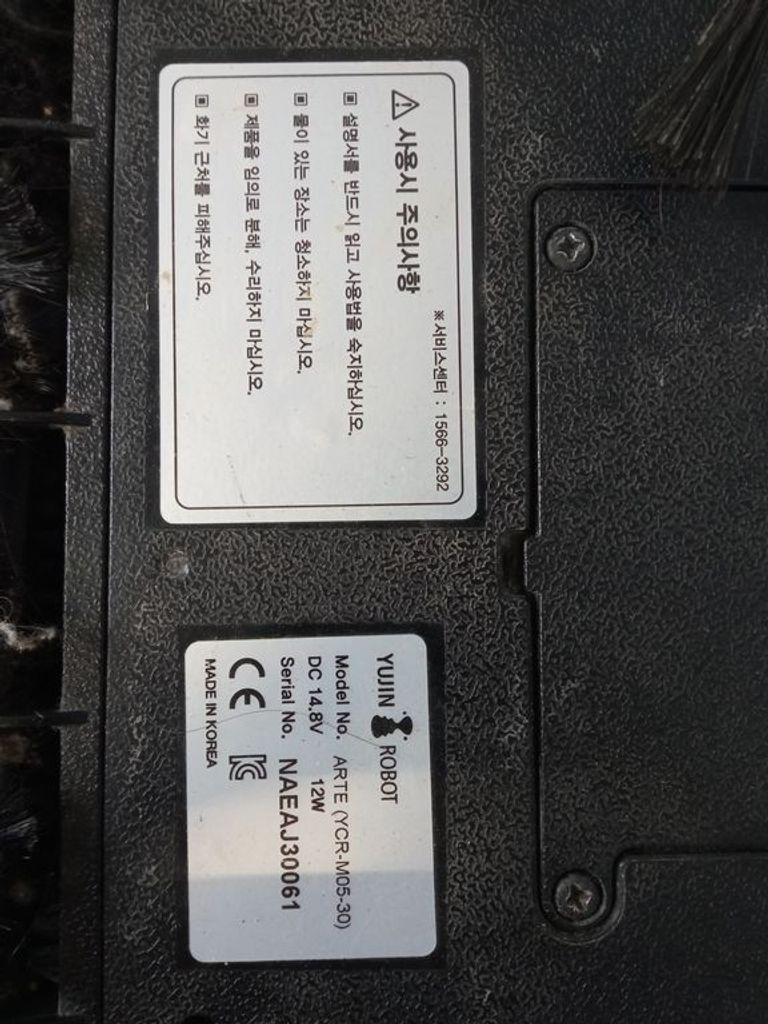 사용시 주의사항
※ 서비스센터 : 1566-3292
▣ 설명서를 반드시 읽고 사용법을 숙지하십시오.
▣ 물이 있는 장소는 청소하지 마십시오.
▣ 제품을 임의로 분해, 수리하지 마십시오.
▣ 화기 근처를 피해주십시오.
YUJIN ROBOT
Model No. ARTE (YCR-M05-30)
DC 14.8V 12W
Serial No. NAEAJ30061
CE
MADE IN KOREA